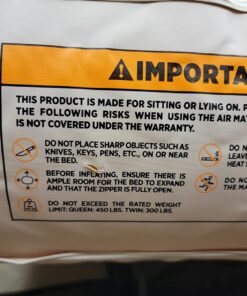 ⚠ IMPORTA
THIS PRODUCT IS MADE FOR SITTING OR LYING ON. P
THE FOLLOWING RISKS WHEN USING THE AIR MAT
IS NOT COVERED UNDER THE WARRANTY.
DO NOT PLACE SHARP OBJECTS SUCH AS
KNIVES, KEYS, PENS, ETC., ON OR NEAR
THE BED.
DO NO
LEAVE
HEAT S
BEFORE INFLATING, ENSURE THERE IS
AMPLE ROOM FOR THE BED TO EXPAND
AND THAT THE ZIPPER IS FULLY OPEN.
DO NO
THE M
DO NOT EXCEED THE RATED WEIGHT
LIMIT: QUEEN: 450 LBS. TWIN: 300 LBS.